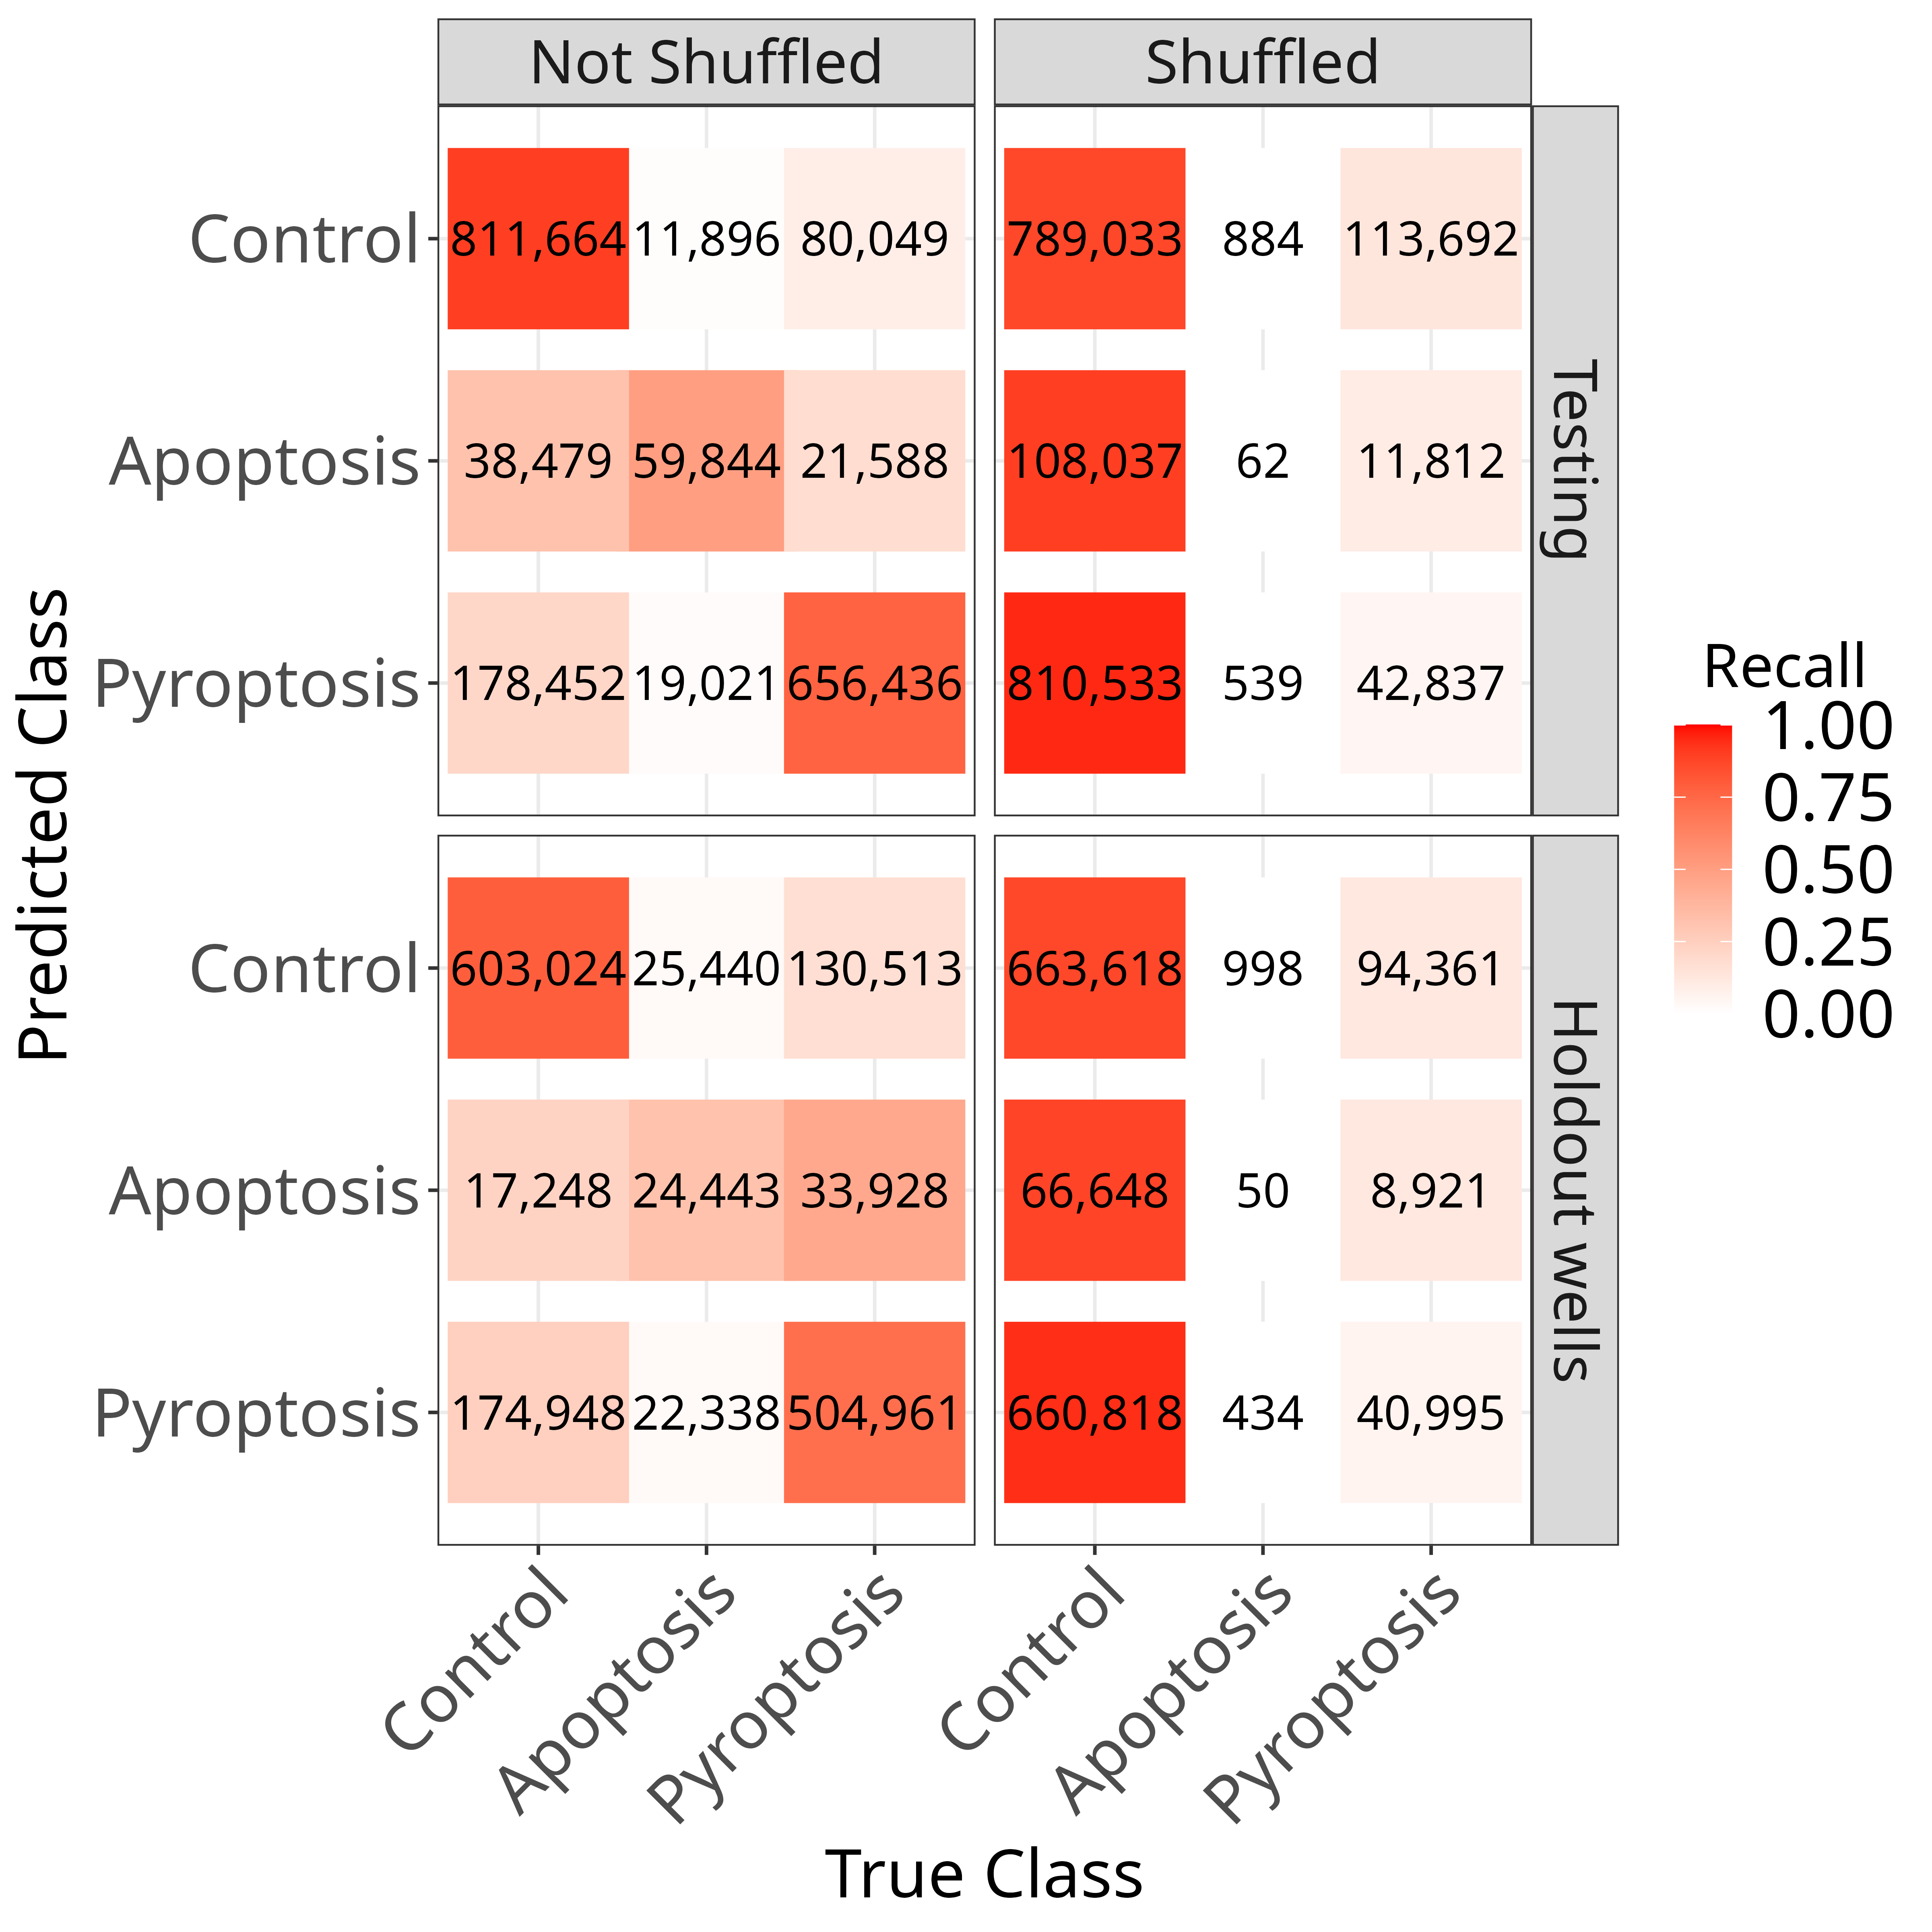 Not Shuffled
Shuffled
Control
811,664 11,896 80,049
789,033 884 113,692
Apoptosis
38,479 59,844 21,588
108,037 62 11,812
Pyroptosis
178,452 19,021 656,436
810,533 539 42,837
Testing
Control
603,024 25,440 130,513
663,618 998 94,361
Apoptosis
17,248 24,443 33,928
66,648 50 8,921
Pyroptosis
174,948 22,338 504,961
660,818 434 40,995
Holdout wells
Control
Apoptosis
Pyroptosis
Control
Apoptosis
Pyroptosis
True Class
Predicted Class
Recall
1.00
0.75
0.50
0.25
0.00